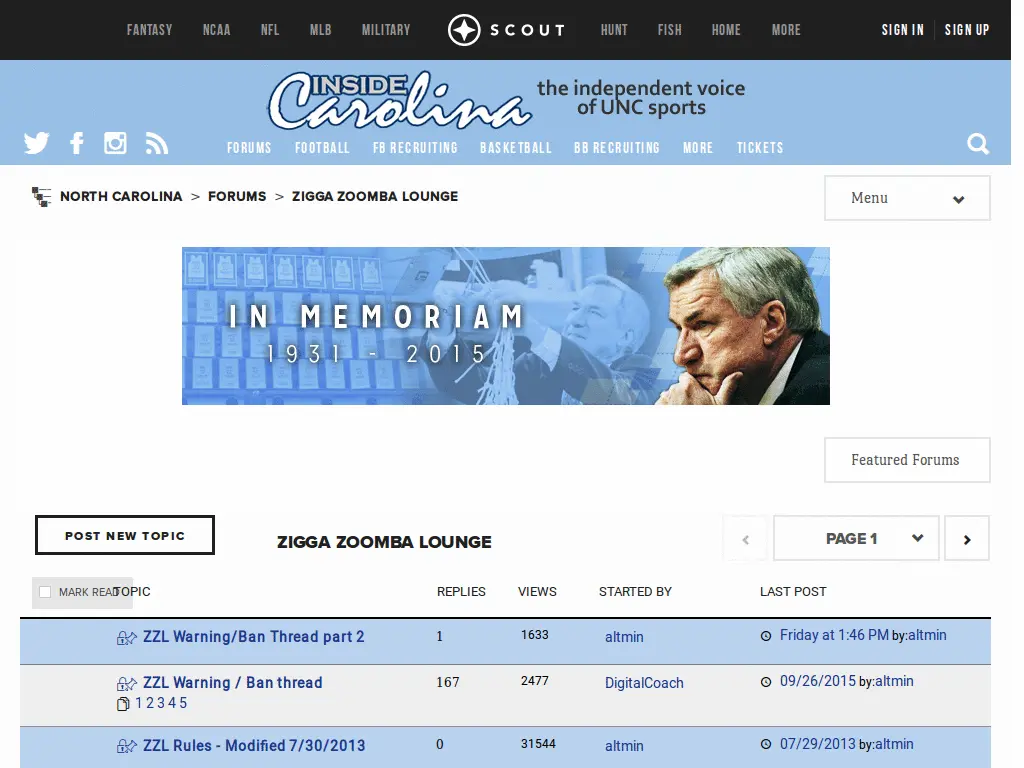 FANTASY NCAA NFL MLB MILITARY SCOUT HUNT FISH HOME MORE SIGN IN SIGN UP
INSIDE Carolina
the independent voice
of UNC sports
FORUMS FOOTBALL FB RECRUITING BASKETBALL BB RECRUITING MORE TICKETS
NORTH CAROLINA > FORUMS > ZIGGA ZOOMBA LOUNGE
Menu
IN MEMORIAM
1931 - 2015
Featured Forums
POST NEW TOPIC
ZIGGA ZOOMBA LOUNGE
PAGE 1
MARK READ TOPIC REPLIES VIEWS STARTED BY LAST POST
ZZL Warning/Ban Thread part 2 1 1633 altmin Friday at 1:46 PM by:altmin
ZZL Warning / Ban thread 167 2477 DigitalCoach 09/26/2015 by:altmin
1 2 3 4 5
ZZL Rules - Modified 7/30/2013 0 31544 altmin 07/29/2013 by:altmin